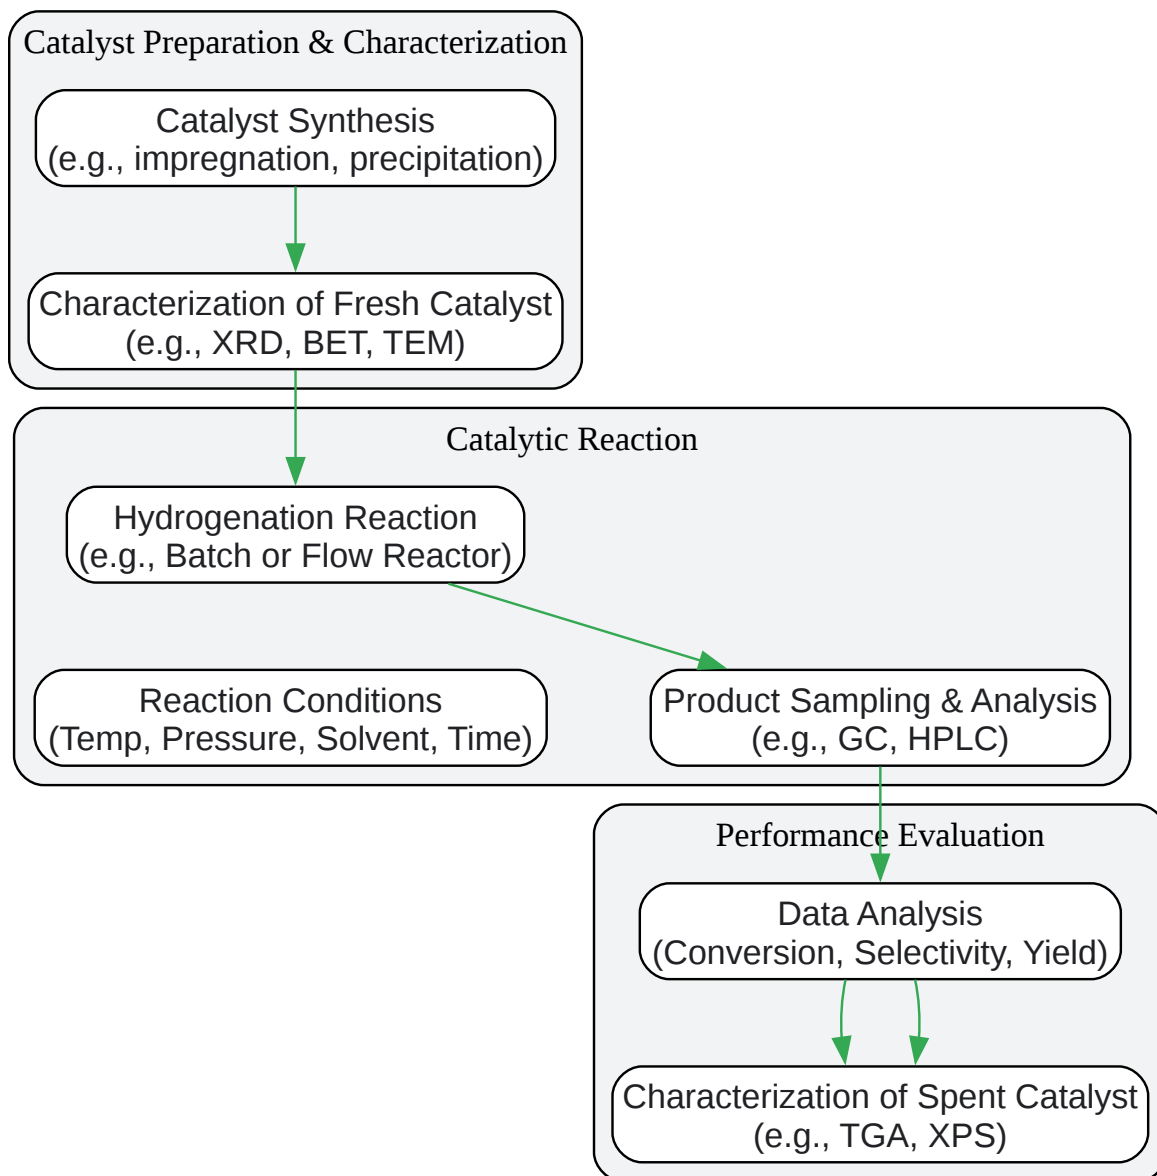 Catalyst Preparation & Characterization
Catalyst Synthesis
(e.g., impregnation, precipitation)
Characterization of Fresh Catalyst
(e.g., XRD, BET, TEM)
Catalytic Reaction
Hydrogenation Reaction
(e.g., Batch or Flow Reactor)
Reaction Conditions
(Temp, Pressure, Solvent, Time)
Product Sampling & Analysis
(e.g., GC, HPLC)
Performance Evaluation
Data Analysis
(Conversion, Selectivity, Yield)
Characterization of Spent Catalyst
(e.g., TGA, XPS)